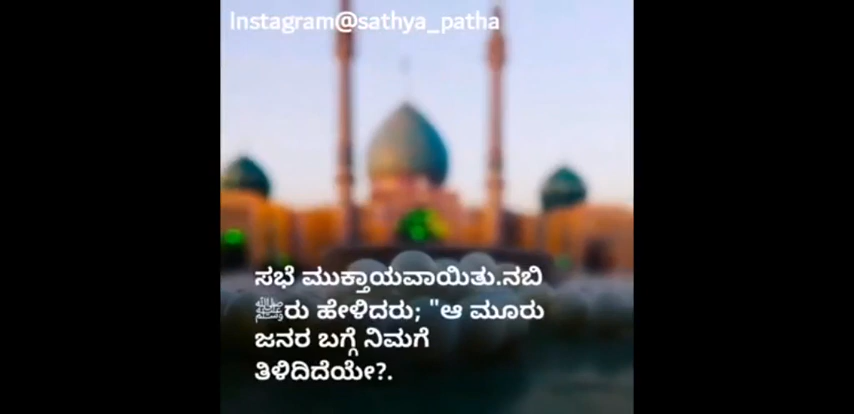 Instagram@sathya_patha
ಸಭೆ ಮುಕ್ತಾಯವಾಯಿತು.ನಬಿ
ﷺರು ಹೇಳಿದರು; "ಆ ಮೂರು
ಜನರ ಬಗ್ಗೆ ನಿಮಗೆ
ತಿಳಿದಿದೆಯೇ?.